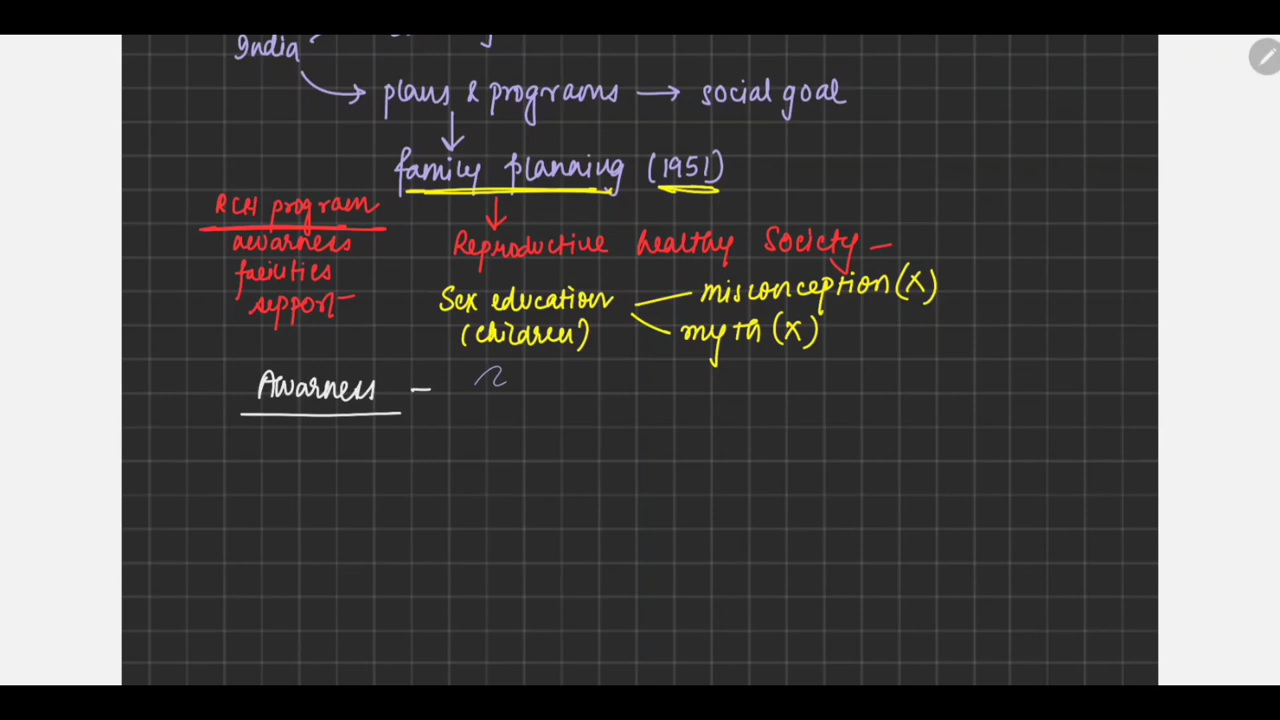 India
plans & programs → social goal
family planning (1951)
RCH program
awarness
facilities
support-
Reproductive healthy Society -
Sex education
(children)
misconception (X)
myth (X)
Awarness -